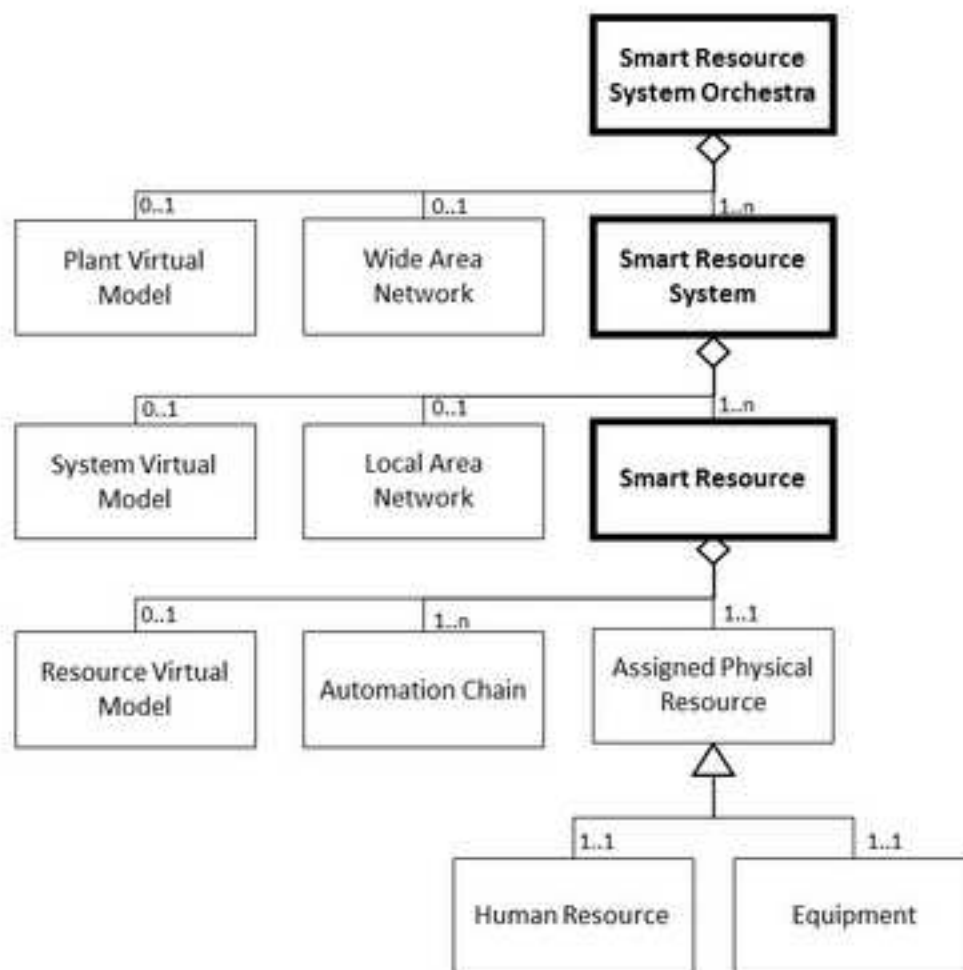 Smart Resource
System Orchestra
0..1
0..1
1..n
Plant Virtual
Model
Wide Area
Network
Smart Resource
System
0..1
0..1
1..n
System Virtual
Model
Local Area
Network
Smart Resource
0..1
1..n
1..1
Resource Virtual
Model
Automation Chain
Assigned Physical
Resource
1..1
1..1
Human Resource
Equipment